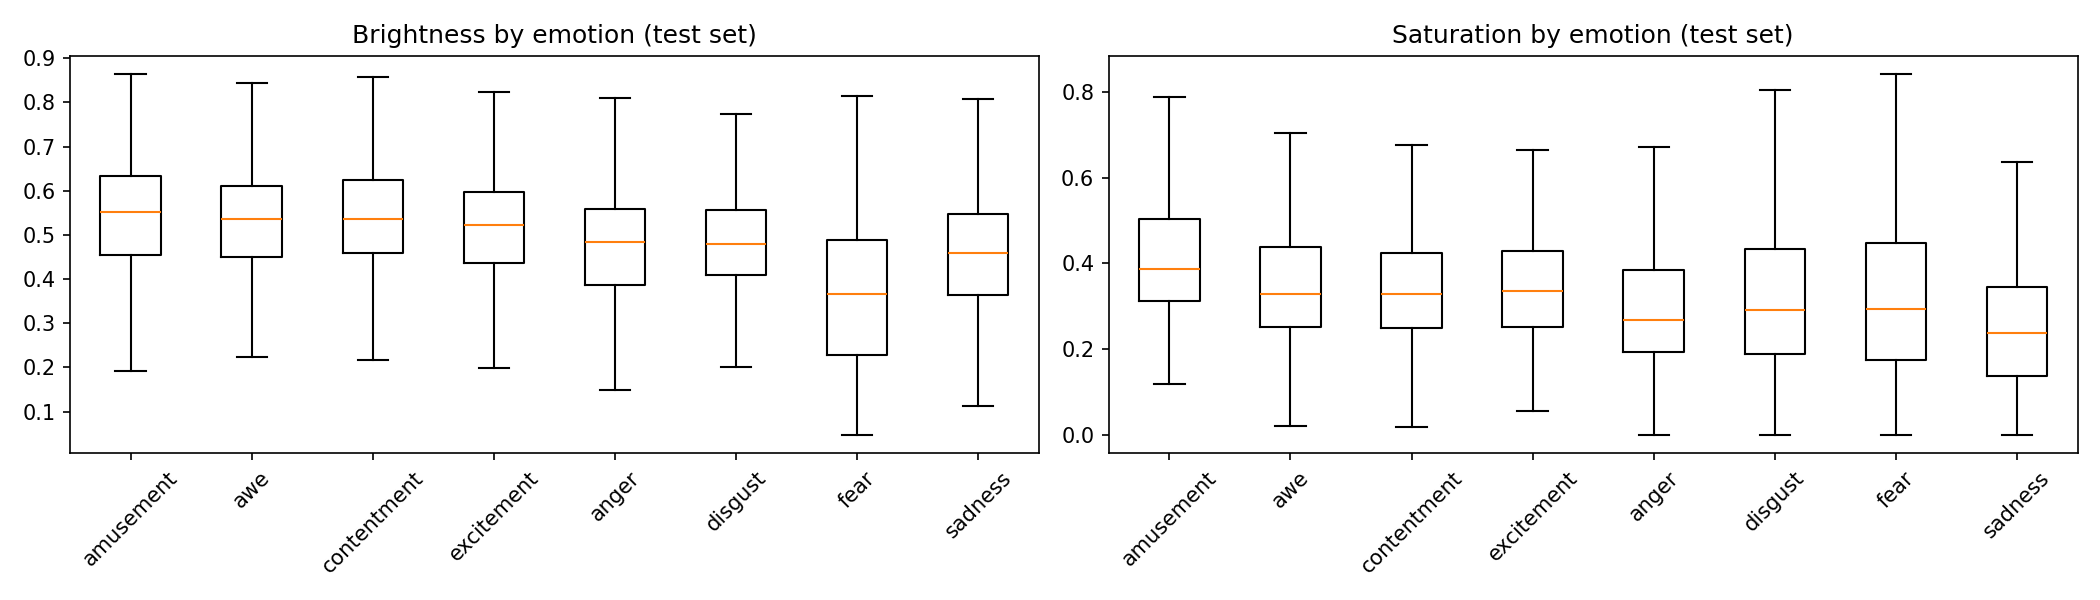 Brightness by emotion (test set)
0.9
0.8
0.7
0.6
0.5
0.4
0.3
0.2
0.1
amusement
awe
contentment
excitement
anger
disgust
fear
sadness
Saturation by emotion (test set)
0.8
0.6
0.4
0.2
0.0
amusement
awe
contentment
excitement
anger
disgust
fear
sadness